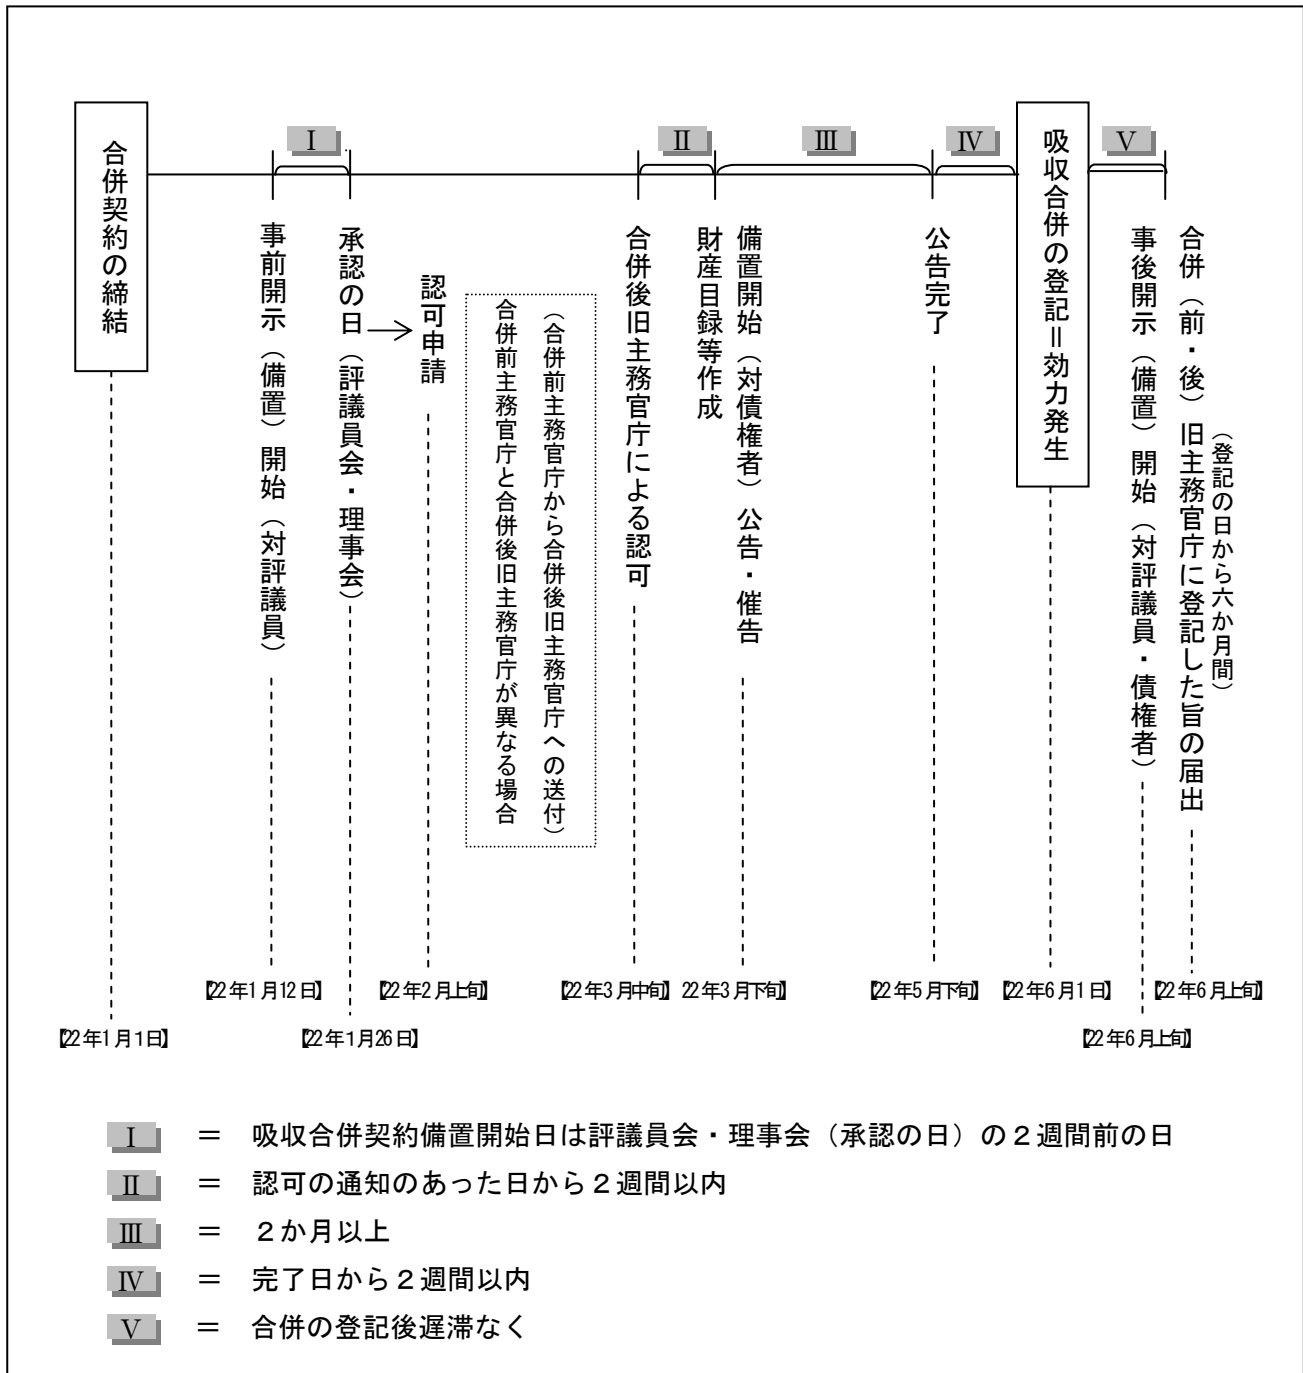 Ⅰ
Ⅱ
Ⅲ
Ⅳ
Ⅴ
合併契約の締結
事前開示（備置）開始（対評議員）
承認の日（評議員会・理事会）
認可申請
合併前主務官庁と合併後旧主務官庁が異なる場合
（合併前主務官庁から合併後旧主務官庁への送付）
合併後旧主務官庁による認可
財産目録等作成
備置開始（対債権者）公告・催告
公告完了
吸収合併の登記＝効力発生
事後開示（備置）開始（対評議員・債権者）
合併（前・後）旧主務官庁に登記した旨の届出
（登記の日から六か月間）
【22年1月12日】
【22年2月上旬】
【22年3月中旬】
22年3月下旬】
【22年5月下旬】
【22年6月1日】
【22年6月上旬】
【22年1月1日】
【22年1月26日】
【22年6月上旬】
Ⅰ ＝ 吸収合併契約備置開始日は評議員会・理事会（承認の日）の２週間前の日
Ⅱ ＝ 認可の通知のあった日から２週間以内
Ⅲ ＝ ２か月以上
Ⅳ ＝ 完了日から２週間以内
Ⅴ ＝ 合併の登記後遅滞なく